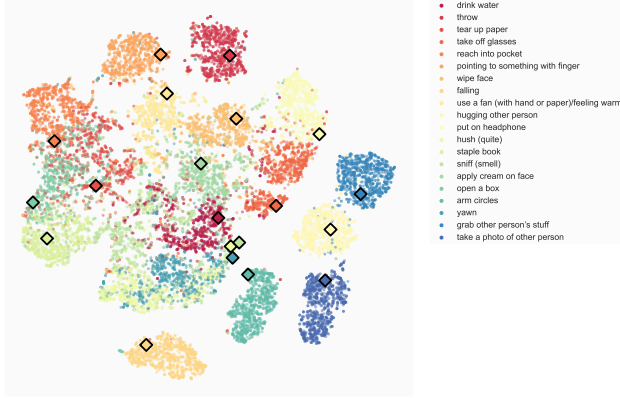 drink water
throw
tear up paper
take off glasses
reach into pocket
pointing to something with finger
wipe face
falling
use a fan (with hand or paper)/feeling warm
hugging other person
put on headphone
hush (quite)
staple book
sniff (smell)
apply cream on face
open a box
arm circles
yawn
grab other person's stuff
take a photo of other person